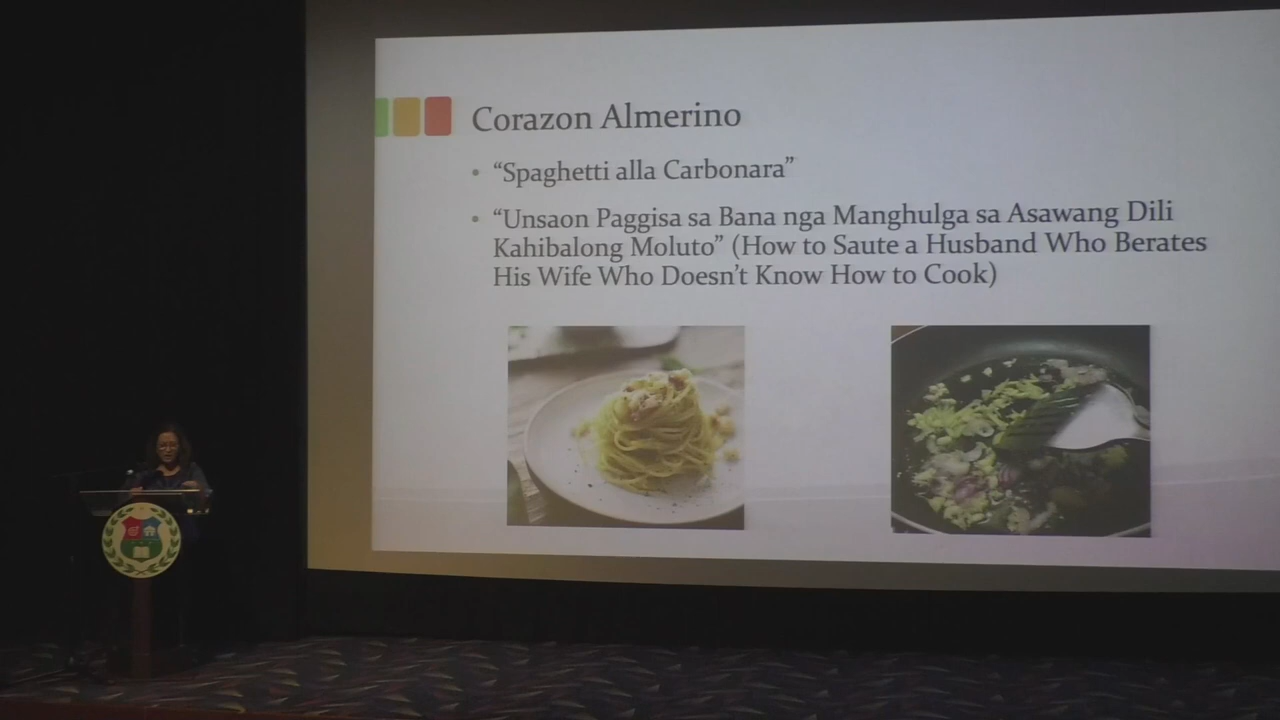 Corazon Almerino
• “Spaghetti alla Carbonara”
• “Unsaon Paggisa sa Bana nga Manghulga sa Asawang Dili
Kahibalong Moluto” (How to Saute a Husband Who Berates
His Wife Who Doesn’t Know How to Cook)